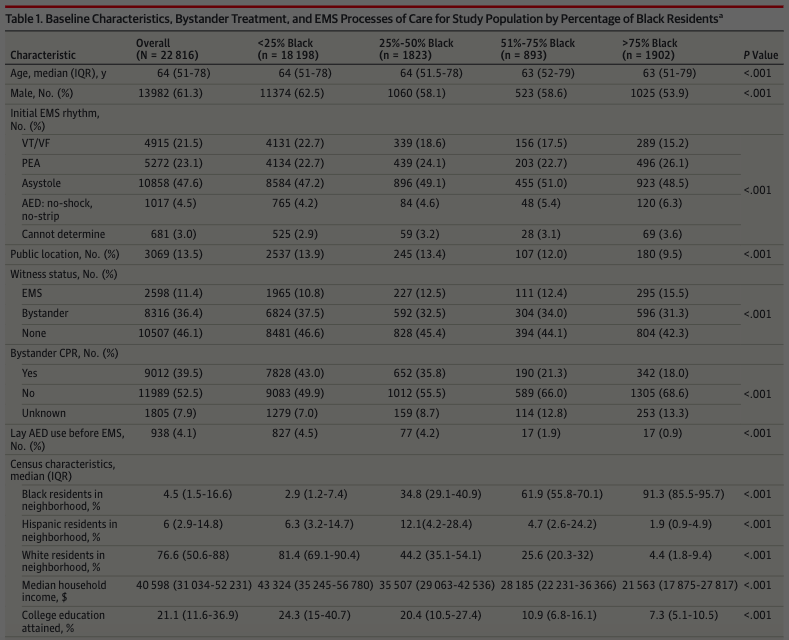 Table 1. Baseline Characteristics, Bystander Treatment, and EMS Processes of Care for Study Population by Percentage of Black Residentsᵃ
Characteristic Overall (N = 22 816) <25% Black (n = 18 198) 25%-50% Black (n = 1823) 51%-75% Black (n = 893) >75% Black (n = 1902) P Value
Age, median (IQR), y 64 (51-78) 64 (51-78) 64 (51.5-78) 63 (52-79) 63 (51-79) <.001
Male, No. (%) 13982 (61.3) 11374 (62.5) 1060 (58.1) 523 (58.6) 1025 (53.9) <.001
Initial EMS rhythm,
No. (%)
VT/VF 4915 (21.5) 4131 (22.7) 339 (18.6) 156 (17.5) 289 (15.2)
PEA 5272 (23.1) 4134 (22.7) 439 (24.1) 203 (22.7) 496 (26.1)
Asystole 10858 (47.6) 8584 (47.2) 896 (49.1) 455 (51.0) 923 (48.5)
<.001
AED: no-shock, 1017 (4.5) 765 (4.2) 84 (4.6) 48 (5.4) 120 (6.3)
no-strip
Cannot determine 681 (3.0) 525 (2.9) 59 (3.2) 28 (3.1) 69 (3.6)
Public location, No. (%) 3069 (13.5) 2537 (13.9) 245 (13.4) 107 (12.0) 180 (9.5) <.001
Witness status, No. (%)
EMS 2598 (11.4) 1965 (10.8) 227 (12.5) 111 (12.4) 295 (15.5)
Bystander 8316 (36.4) 6824 (37.5) 592 (32.5) 304 (34.0) 596 (31.3) <.001
None 10507 (46.1) 8481 (46.6) 828 (45.4) 394 (44.1) 804 (42.3)
Bystander CPR, No. (%)
Yes 9012 (39.5) 7828 (43.0) 652 (35.8) 190 (21.3) 342 (18.0)
No 11989 (52.5) 9083 (49.9) 1012 (55.5) 589 (66.0) 1305 (68.6) <.001
Unknown 1805 (7.9) 1279 (7.0) 159 (8.7) 114 (12.8) 253 (13.3)
Lay AED use before EMS, 938 (4.1) 827 (4.5) 77 (4.2) 17 (1.9) 17 (0.9) <.001
No. (%)
Census characteristics,
median (IQR)
Black residents in 4.5 (1.5-16.6) 2.9 (1.2-7.4) 34.8 (29.1-40.9) 61.9 (55.8-70.1) 91.3 (85.5-95.7) <.001
neighborhood, %
Hispanic residents in 6 (2.9-14.8) 6.3 (3.2-14.7) 12.1(4.2-28.4) 4.7 (2.6-24.2) 1.9 (0.9-4.9) <.001
neighborhood, %
White residents in 76.6 (50.6-88) 81.4 (69.1-90.4) 44.2 (35.1-54.1) 25.6 (20.3-32) 4.4 (1.8-9.4) <.001
neighborhood, %
Median household 40 598 (31 034-52 231) 43 324 (35 245-56 780) 35 507 (29 063-42 536) 28 185 (22 231-36 366) 21 563 (17 875-27 817) <.001
income, $
College education 21.1 (11.6-36.9) 24.3 (15-40.7) 20.4 (10.5-27.4) 10.9 (6.8-16.1) 7.3 (5.1-10.5) <.001
attained, %